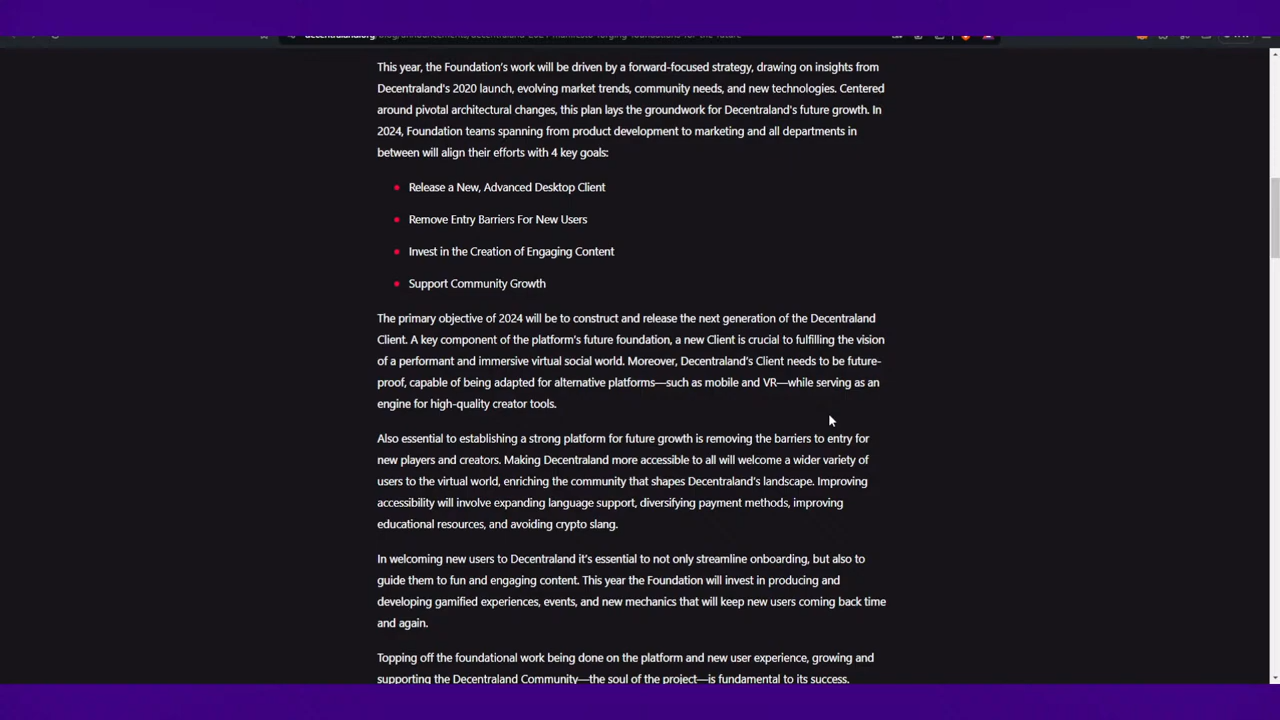 decentraland.org/blog/announcements/decentraland-2024-manifesto-forging-foundations-for-the-future
This year, the Foundation's work will be driven by a forward-focused strategy, drawing on insights from
Decentraland's 2020 launch, evolving market trends, community needs, and new technologies. Centered
around pivotal architectural changes, this plan lays the groundwork for Decentraland's future growth. In
2024, Foundation teams spanning from product development to marketing and all departments in
between will align their efforts with 4 key goals:
Release a New, Advanced Desktop Client
Remove Entry Barriers For New Users
Invest in the Creation of Engaging Content
Support Community Growth
The primary objective of 2024 will be to construct and release the next generation of the Decentraland
Client. A key component of the platform's future foundation, a new Client is crucial to fulfilling the vision
of a performant and immersive virtual social world. Moreover, Decentraland's Client needs to be future-
proof, capable of being adapted for alternative platforms—such as mobile and VR—while serving as an
engine for high-quality creator tools.
Also essential to establishing a strong platform for future growth is removing the barriers to entry for
new players and creators. Making Decentraland more accessible to all will welcome a wider variety of
users to the virtual world, enriching the community that shapes Decentraland's landscape. Improving
accessibility will involve expanding language support, diversifying payment methods, improving
educational resources, and avoiding crypto slang.
In welcoming new users to Decentraland it's essential to not only streamline onboarding, but also to
guide them to fun and engaging content. This year the Foundation will invest in producing and
developing gamified experiences, events, and new mechanics that will keep new users coming back time
and again.
Topping off the foundational work being done on the platform and new user experience, growing and
supporting the Decentraland Community—the soul of the project—is fundamental to its success.